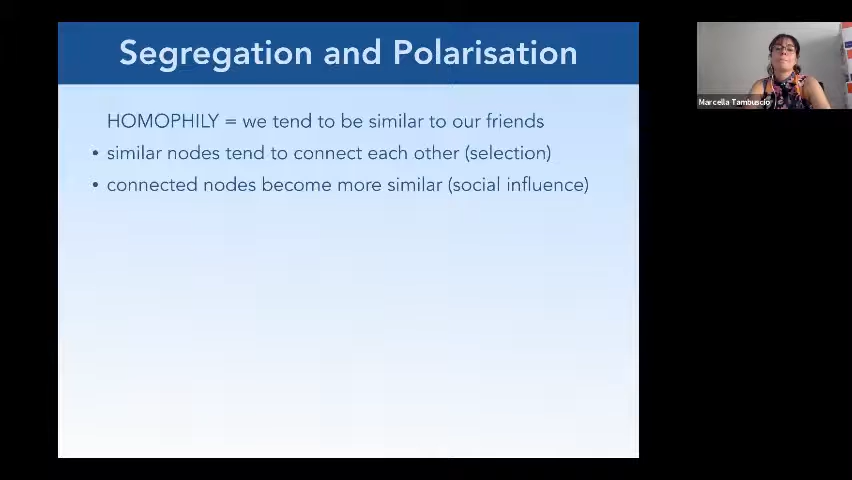 Segregation and Polarisation
HOMOPHILY = we tend to be similar to our friends
• similar nodes tend to connect each other (selection)
• connected nodes become more similar (social influence)
Marcella Tambuscio